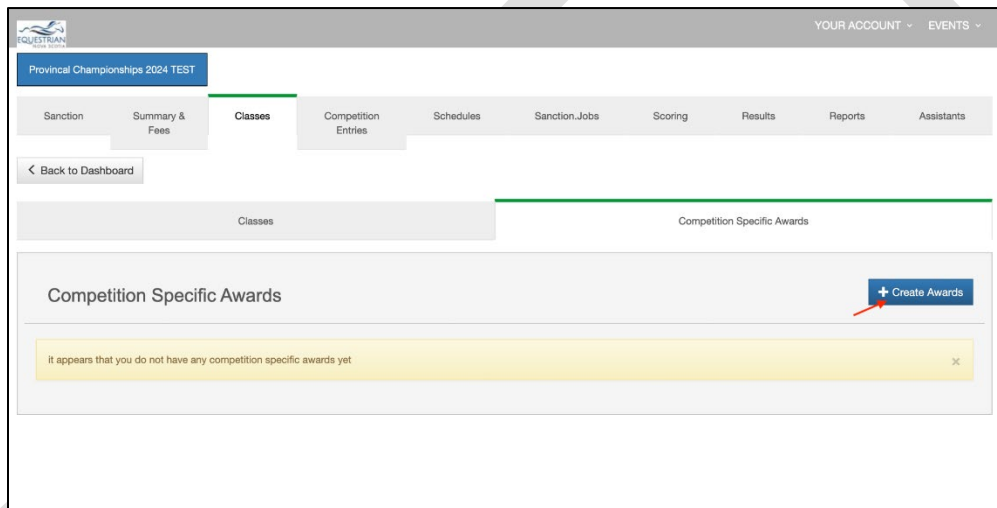 EQUESTRIAN
NOVA SCOTIA
YOUR ACCOUNT EVENTS
Provincal Championships 2024 TEST
Sanction Summary & Fees Classes Competition Entries Schedules Sanction.Jobs Scoring Results Reports Assistants
Back to Dashboard
Classes Competition Specific Awards
Competition Specific Awards
+ Create Awards
it appears that you do not have any competition specific awards yet
×